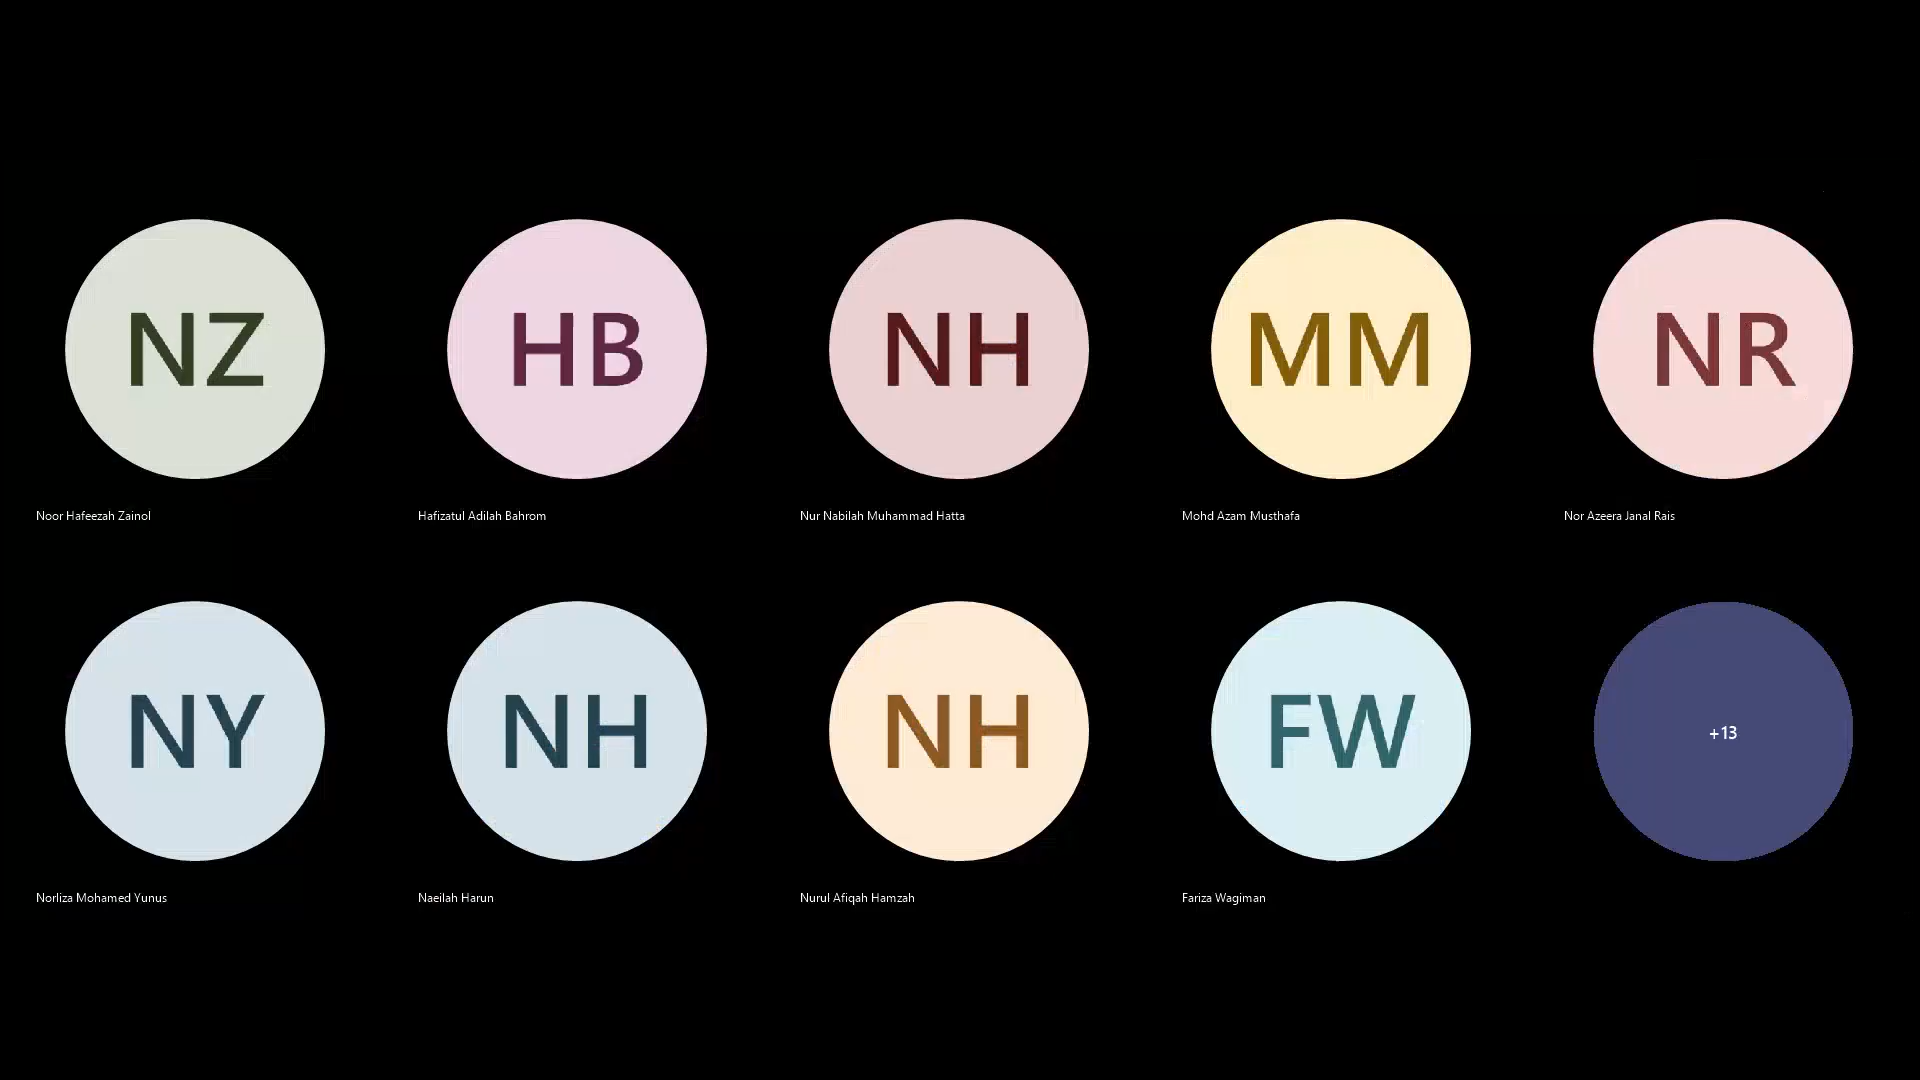 NZ
HB
NH
MM
NR
Noor Hafeezah Zainol
Hafizatul Adilah Bahrom
Nur Nabilah Muhammad Hatta
Mohd Azam Musthafa
Nor Azeera Janal Rais
NY
NH
NH
FW
+13
Norliza Mohamed Yunus
Naeilah Harun
Nurul Afiqah Hamzah
Fariza Wagiman